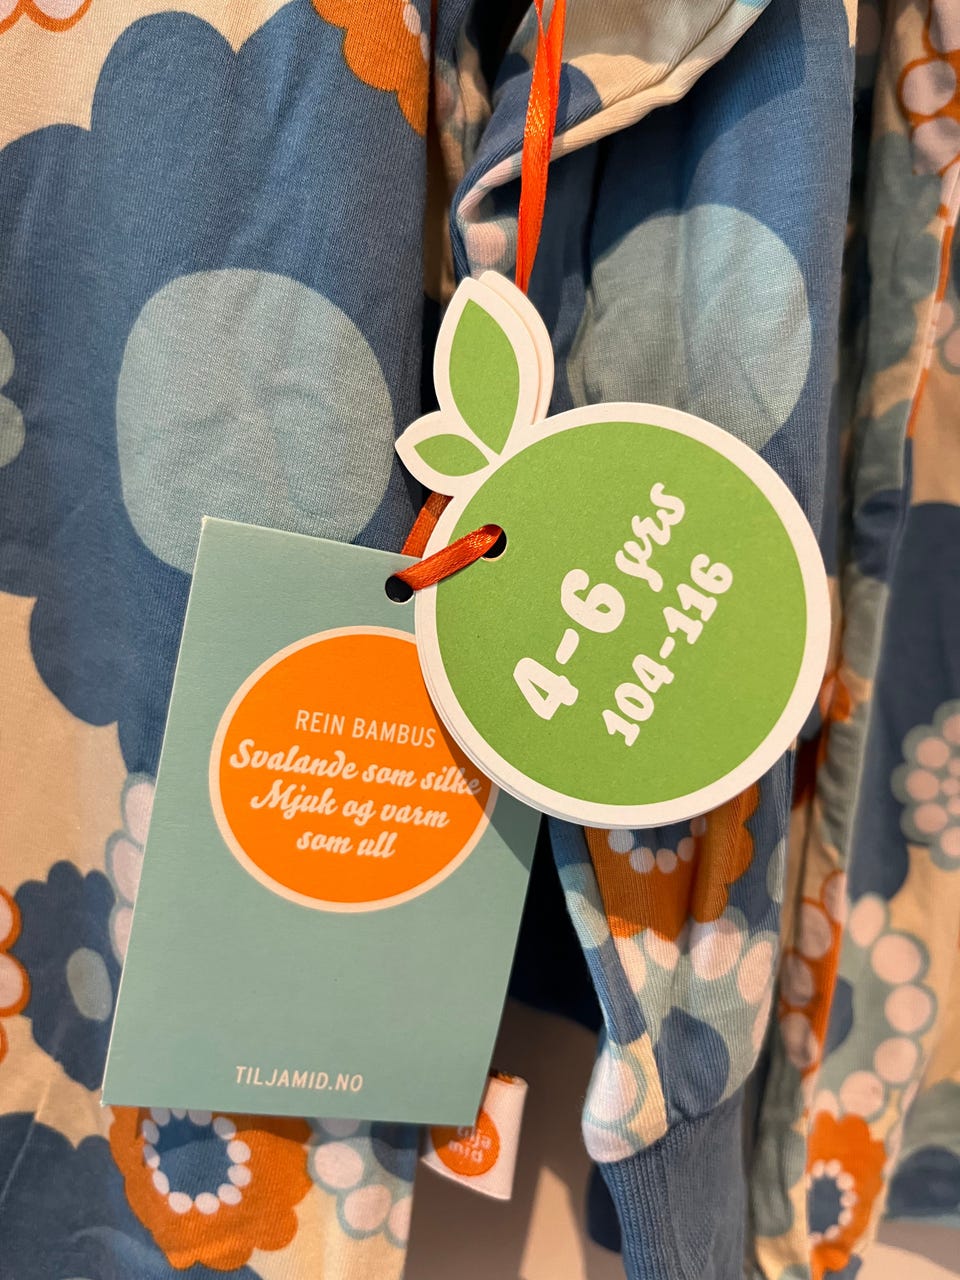 4-6 yrs
104-116
REIN BAMBUS
Svalande som silke
Mjuk og varm
som ull
TILJAMID.NO